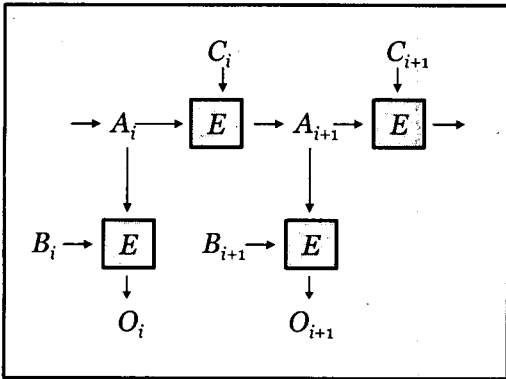 C_i C_{i+1}
A_i E A_{i+1} E
B_i E B_{i+1} E
O_i O_{i+1}